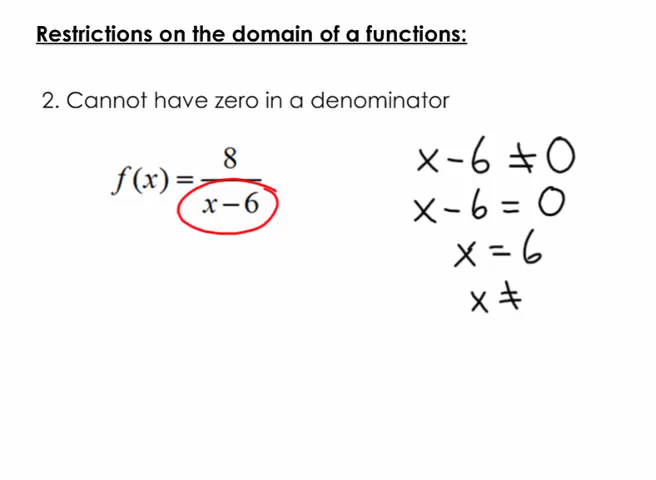 Restrictions on the domain of a functions:
2. Cannot have zero in a denominator
f(x) = 8 / x − 6
x − 6 ≠ 0
x − 6 = 0
x = 6
x ≠